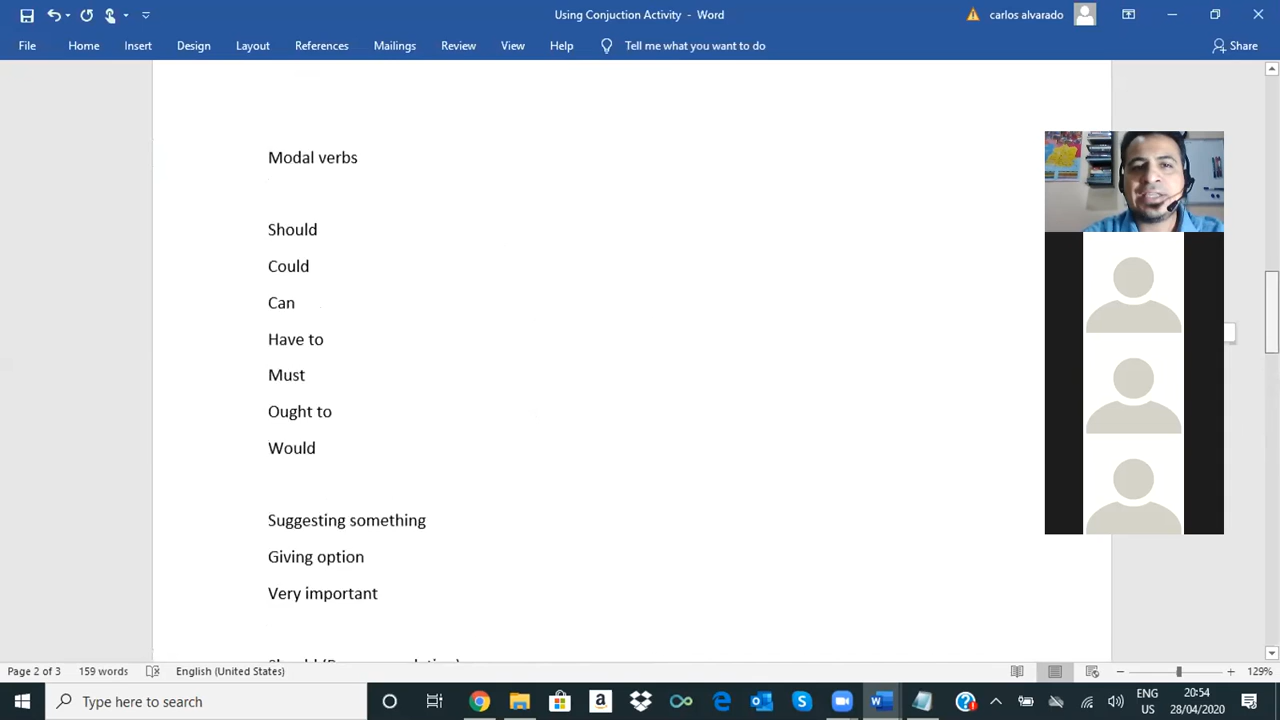 Using Conjuction Activity - Word
carlos alvarado
File Home Insert Design Layout References Mailings Review View Help Tell me what you want to do Share
Modal verbs
Should
Could
Can
Have to
Must
Ought to
Would
Suggesting something
Giving option
Very important
Page 2 of 3 159 words English (United States) 129%
Type here to search
ENG
US
20:54
28/04/2020